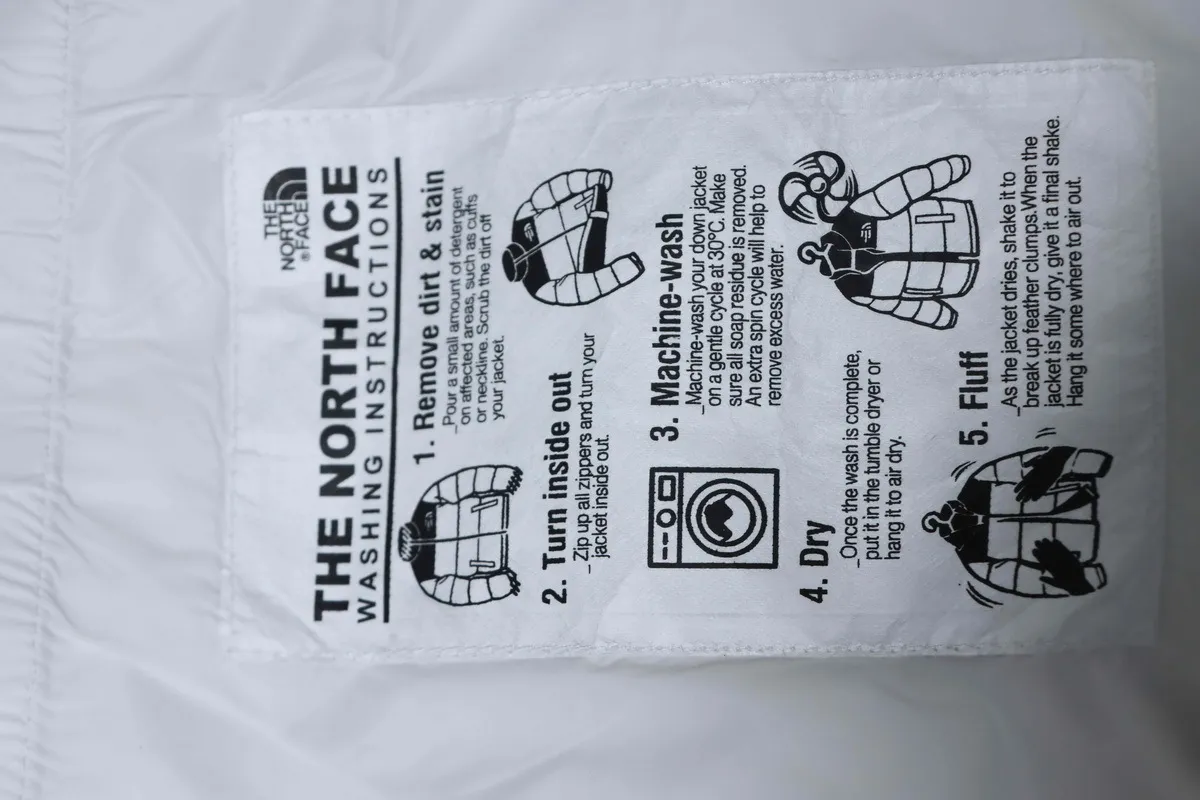 THE
NORTH
FACE®
THE NORTH FACE
WASHING INSTRUCTIONS
1. Remove dirt & stain
_Pour a small amount of detergent
on affected areas, such as cuffs
or neckline. Scrub the dirt off
your jacket.
2. Turn inside out
_ Zip up all zippers and turn your
jacket inside out.
3. Machine-wash
_Machine-wash your down jacket
on a gentle cycle at 30°C. Make
sure all soap residue is removed.
An extra spin cycle will help to
remove excess water.
4. Dry
_Once the wash is complete,
put it in the tumble dryer or
hang it to air dry.
5. Fluff
_As the jacket dries, shake it to
break up feather clumps.When the
jacket is fully dry, give it a final shake.
Hang it some where to air out.